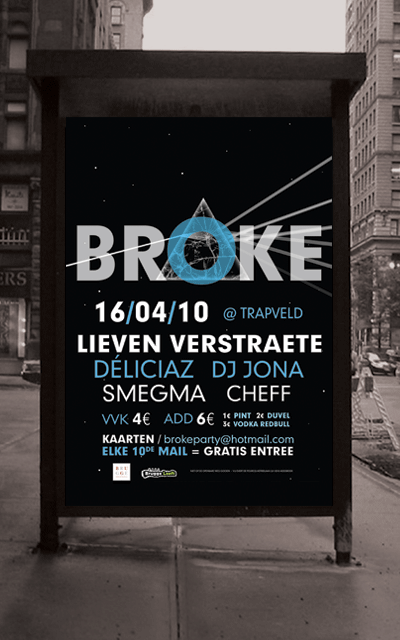 BROKE
16/04/10 @ TRAPVELD
LIEVEN VERSTRAETE
DÉLICIAZ DJ JONA
SMEGMA CHEFF
VVK 4€ ADD 6€ 1€ PINT 2€ DUVEL
3€ VODKA REDBULL
KAARTEN / brokeparty@hotmail.com
ELKE 10DE MAIL = GRATIS ENTREE
ERS